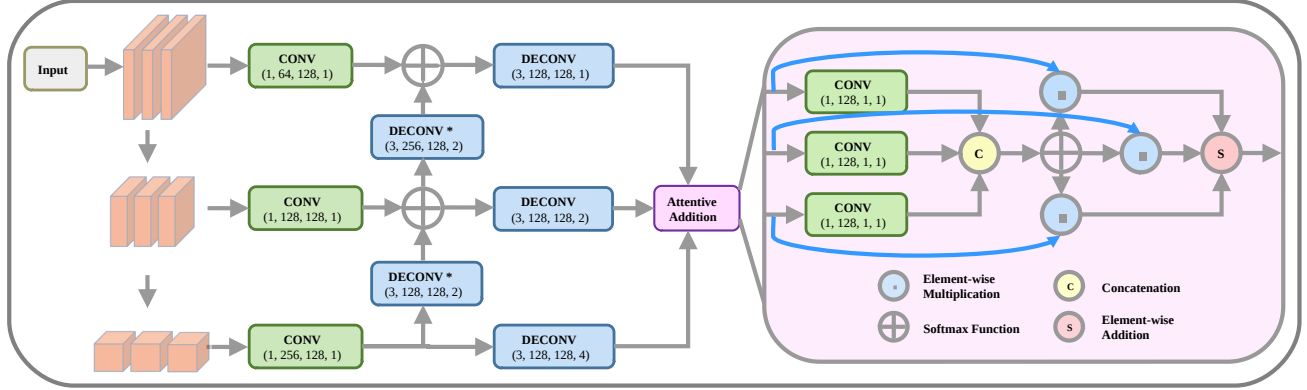 Input
CONV
(1, 64, 128, 1)
DECONV
(3, 128, 128, 1)
DECONV *
(3, 256, 128, 2)
CONV
(1, 128, 128, 1)
DECONV
(3, 128, 128, 2)
DECONV *
(3, 128, 128, 2)
CONV
(1, 256, 128, 1)
DECONV
(3, 128, 128, 4)
Attentive
Addition
CONV
(1, 128, 1, 1)
CONV
(1, 128, 1, 1)
CONV
(1, 128, 1, 1)
C
S
Element-wise
Multiplication
C
Concatenation
Softmax Function
S
Element-wise
Addition